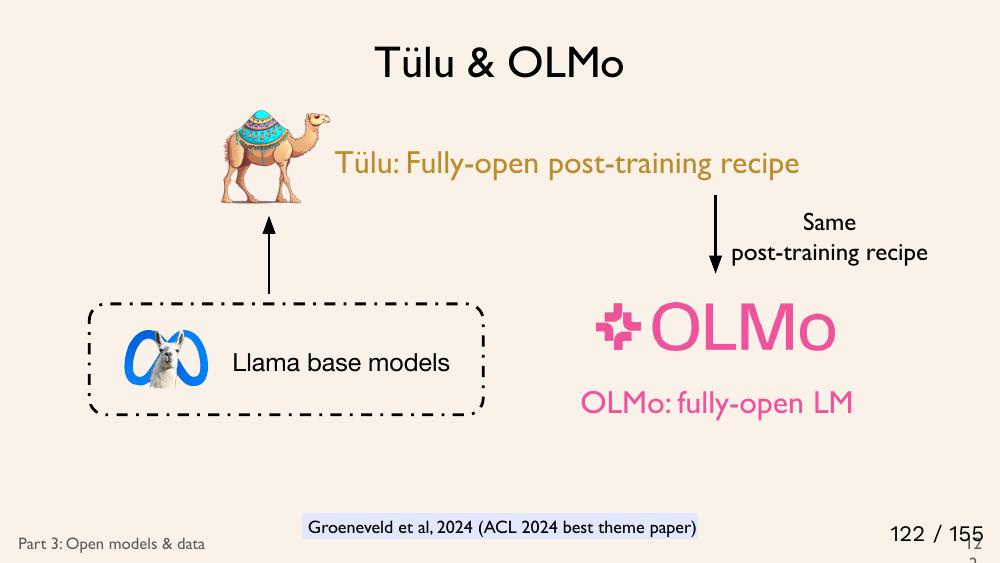 Tülu & OLMo
Tülu: Fully-open post-training recipe
Same
post-training recipe
Llama base models
OLMo
OLMo: fully-open LM
Groeneveld et al, 2024 (ACL 2024 best theme paper)
Part 3: Open models & data
122 / 155
12